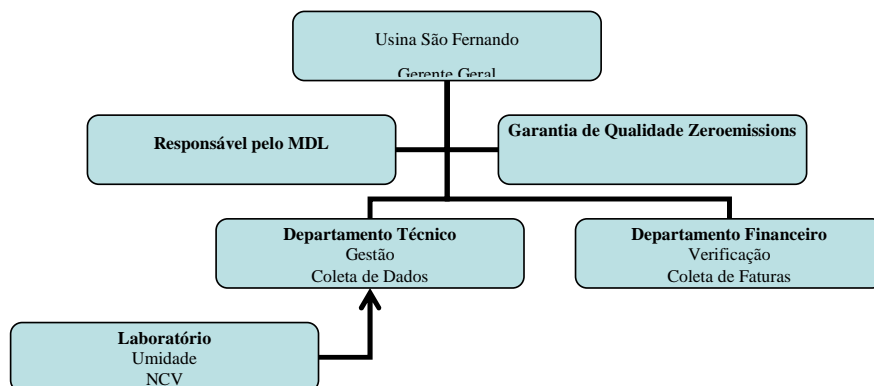 Usina São Fernando
Gerente Geral
Responsável pelo MDL
Garantia de Qualidade Zeroemissions
Departamento Técnico
Gestão
Coleta de Dados
Departamento Financeiro
Verificação
Coleta de Faturas
Laboratório
Umidade
NCV